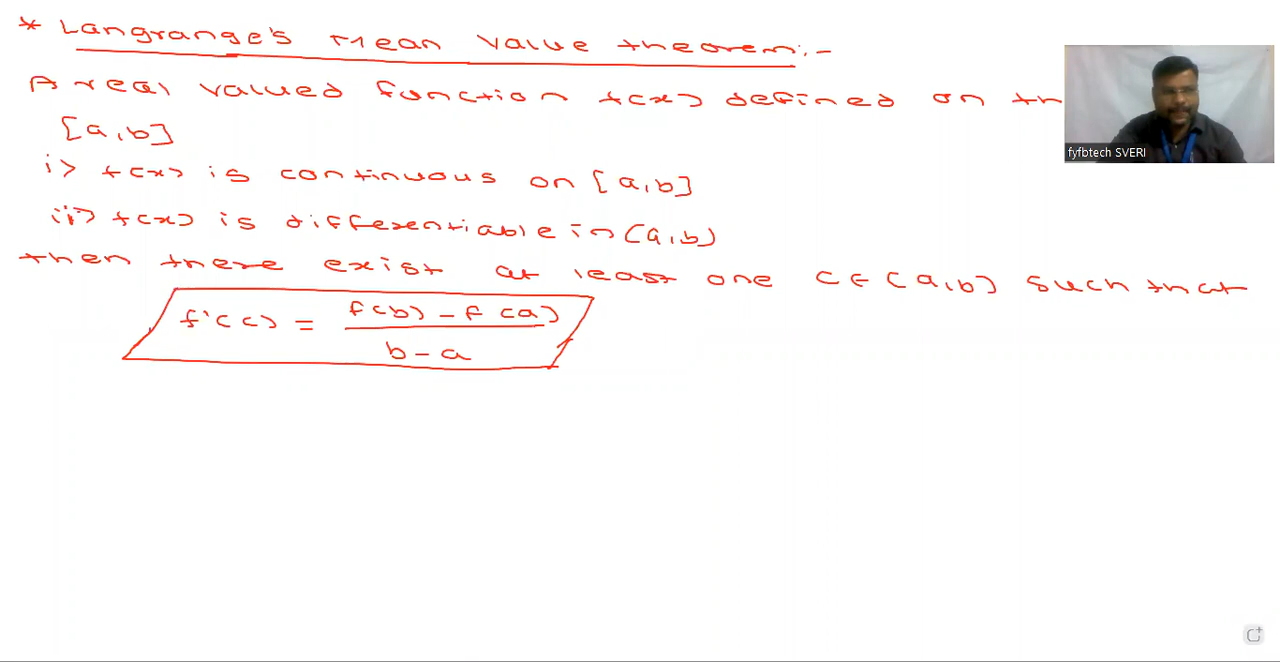 * Langrange's Mean Value theorem:-
A real valued function f(x) defined on th
[a,b]
i> f(x) is continuous on [a,b]
ii> f(x) is differentiable in (a,b)
then there exist at least one c ∈ (a,b) such that
f'(c) = f(b) - f(a) / b - a
fyfbtech SVERI